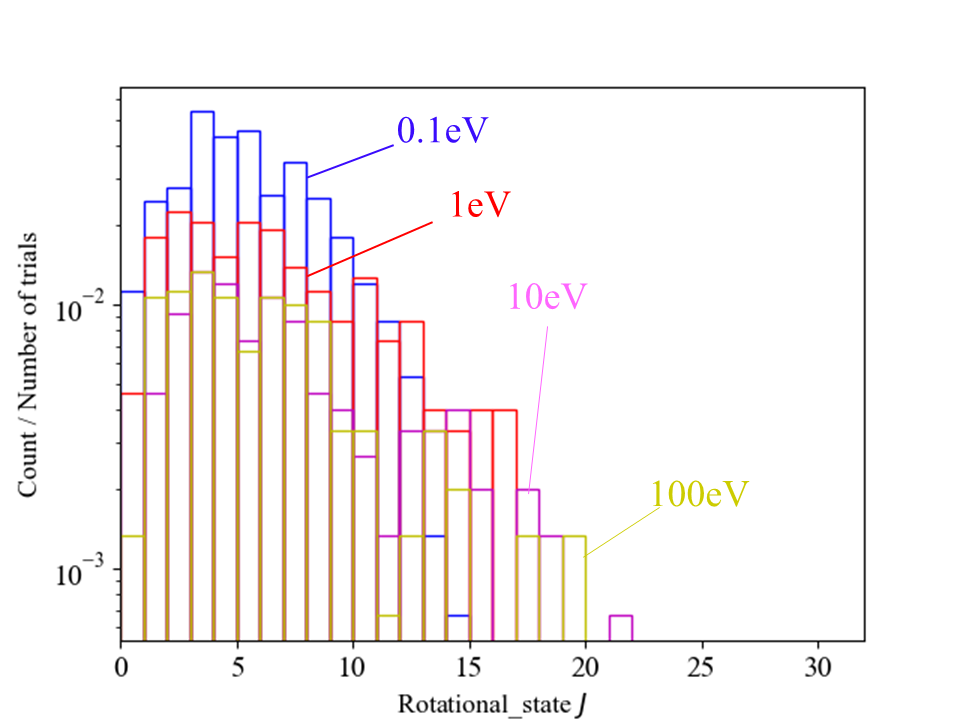 0.1eV
1eV
10eV
100eV
10⁻²
10⁻³
Count / Number of trials
0 5 10 15 20 25 30
Rotational_state J